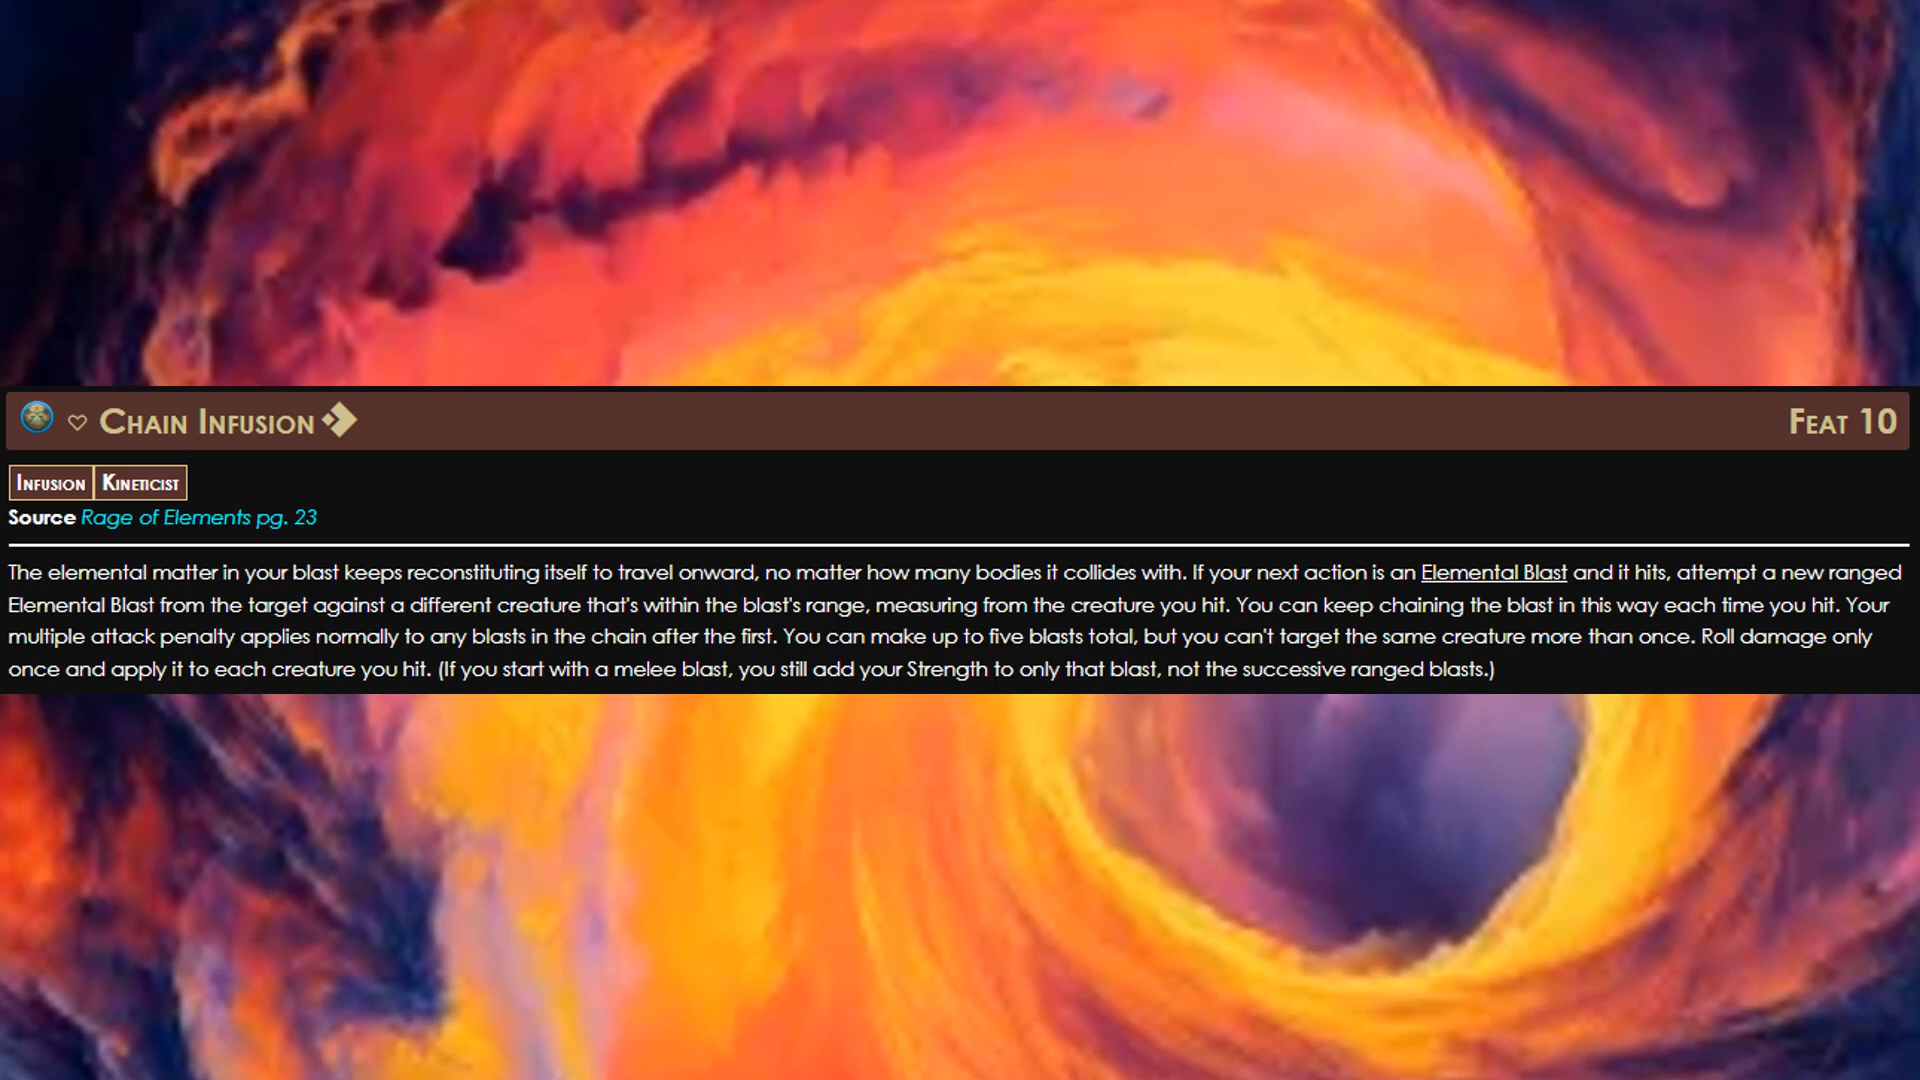 Chain Infusion
Feat 10
Infusion Kineticist
Source Rage of Elements pg. 23
The elemental matter in your blast keeps reconstituting itself to travel onward, no matter how many bodies it collides with. If your next action is an Elemental Blast and it hits, attempt a new ranged
Elemental Blast from the target against a different creature that's within the blast's range, measuring from the creature you hit. You can keep chaining the blast in this way each time you hit. Your
multiple attack penalty applies normally to any blasts in the chain after the first. You can make up to five blasts total, but you can't target the same creature more than once. Roll damage only
once and apply it to each creature you hit. (If you start with a melee blast, you still add your Strength to only that blast, not the successive ranged blasts.)